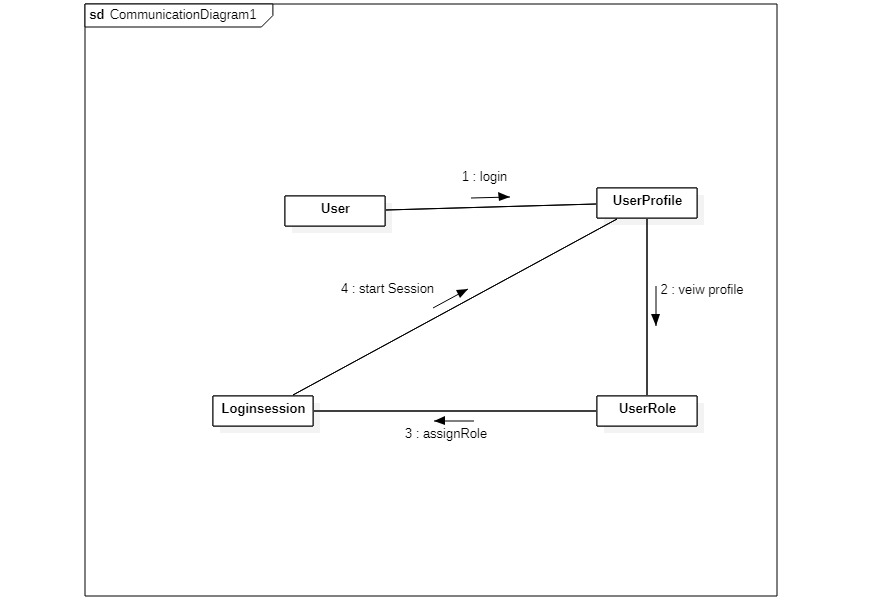 sd CommunicationDiagram1
1 : login
User
UserProfile
4 : start Session
2 : veiw profile
Loginsession
UserRole
3 : assignRole